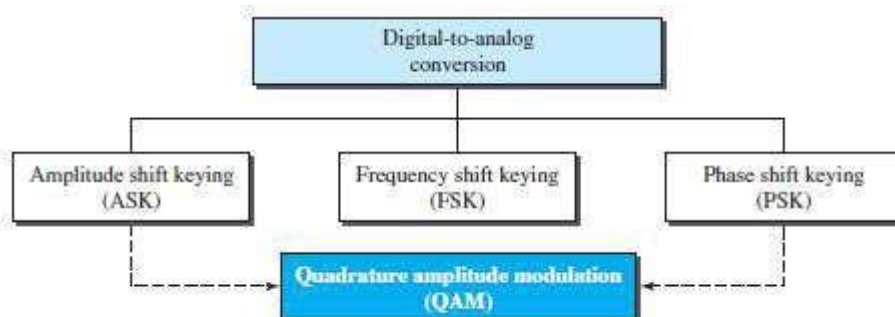 Digital-to-analog
conversion
Amplitude shift keying
(ASK)
Frequency shift keying
(FSK)
Phase shift keying
(PSK)
Quadrature amplitude modulation
(QAM)